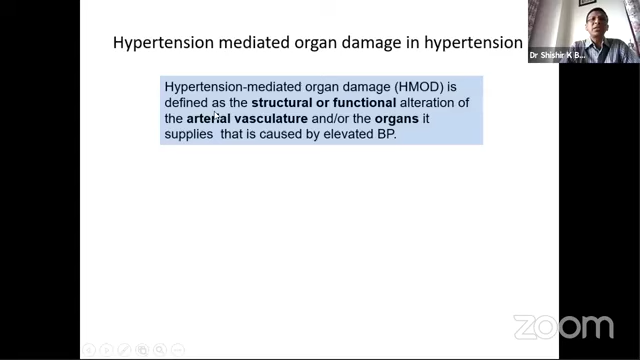 Hypertension mediated organ damage in hypertension
Dr Shishir K B...
Hypertension-mediated organ damage (HMOD) is
defined as the structural or functional alteration of
the arterial vasculature and/or the organs it
supplies that is caused by elevated BP.
zoom